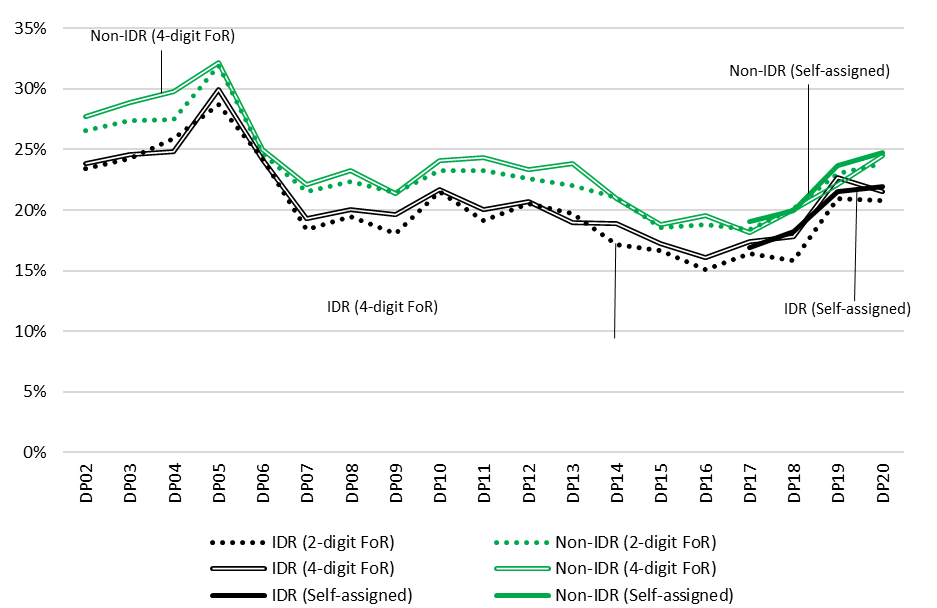 35%
Non-IDR (4-digit FoR)
30%
Non-IDR (Self-assigned)
25%
20%
15%
IDR (4-digit FoR)
IDR (Self-assigned)
10%
5%
0%
DP02 DP03 DP04 DP05 DP06 DP07 DP08 DP09 DP10 DP11 DP12 DP13 DP14 DP15 DP16 DP17 DP18 DP19 DP20
IDR (2-digit FoR) Non-IDR (2-digit FoR)
IDR (4-digit FoR) Non-IDR (4-digit FoR)
IDR (Self-assigned) Non-IDR (Self-assigned)